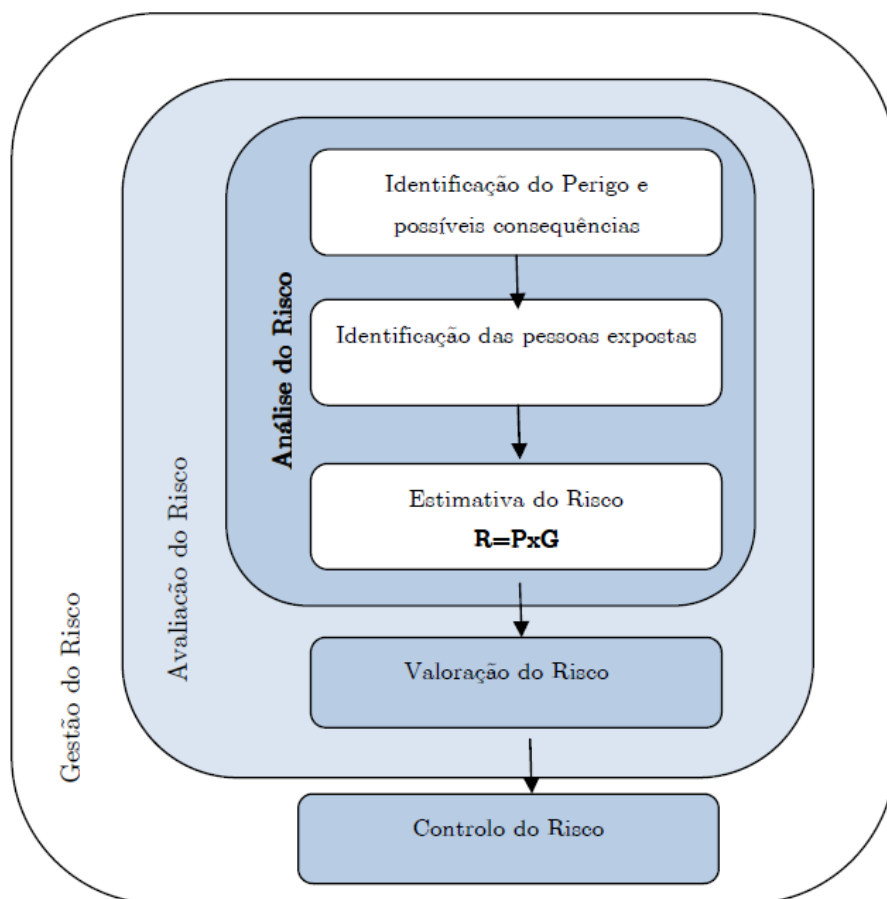 Identificação do Perigo e
possíveis consequências
Identificação das pessoas expostas
Estimativa do Risco
R=PxG
Análise do Risco
Valoração do Risco
Avaliação do Risco
Controlo do Risco
Gestão do Risco